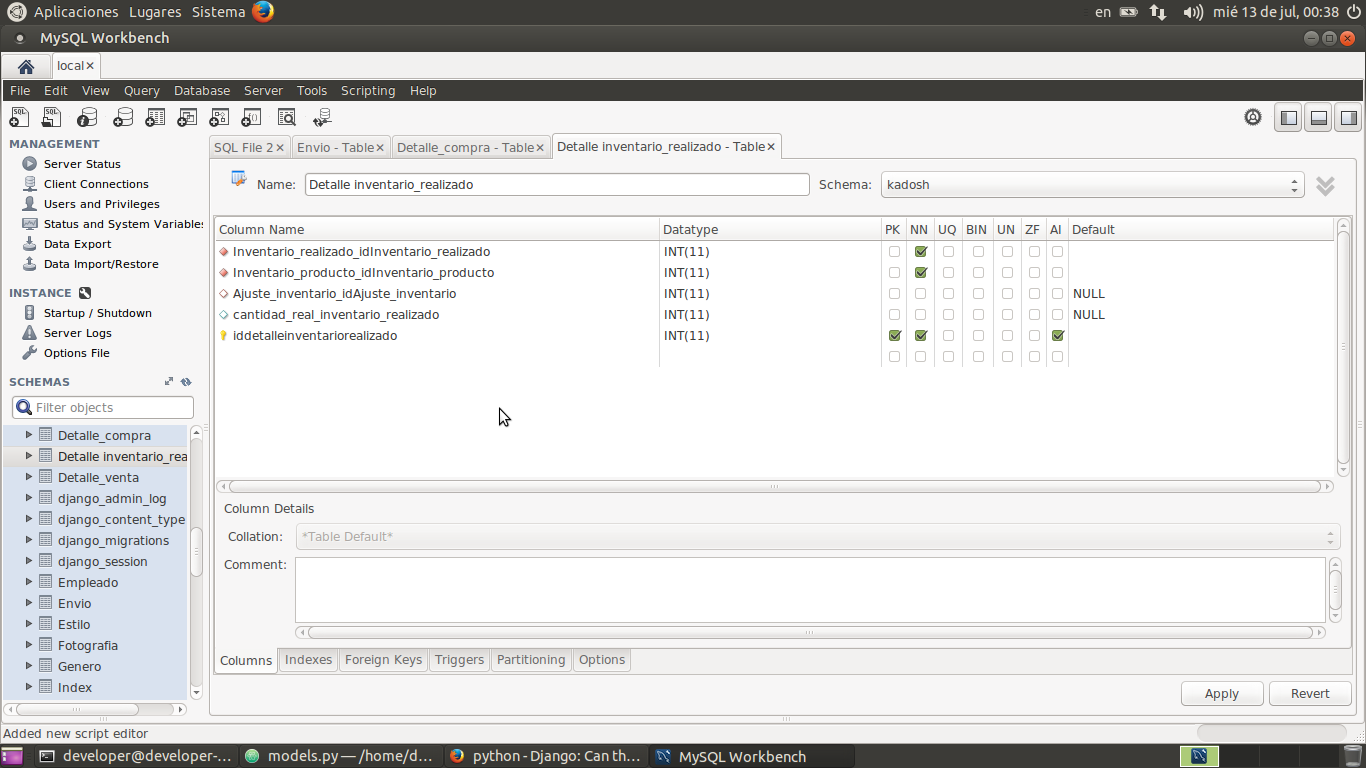 Aplicaciones Lugares Sistema en mié 13 de jul, 00:38
MySQL Workbench
local
File Edit View Query Database Server Tools Scripting Help
MANAGEMENT
Server Status
Client Connections
Users and Privileges
Status and System Variables
Data Export
Data Import/Restore
INSTANCE
Startup / Shutdown
Server Logs
Options File
SCHEMAS
Filter objects
Detalle_compra
Detalle inventario_rea
Detalle_venta
django_admin_log
django_content_type
django_migrations
django_session
Empleado
Envio
Estilo
Fotografia
Genero
Index
SQL File 2 Envio - Table Detalle_compra - Table Detalle inventario_realizado - Table
Name: Detalle inventario_realizado Schema: kadosh
Column Name Datatype PK NN UQ BIN UN ZF AI Default
Inventario_realizado_idInventario_realizado INT(11)
Inventario_producto_idInventario_producto INT(11)
Ajuste_inventario_idAjuste_inventario INT(11) NULL
cantidad_real_inventario_realizado INT(11) NULL
iddetalleinventariorealizado INT(11)
Column Details
Collation: *Table Default*
Comment:
Columns Indexes Foreign Keys Triggers Partitioning Options
Apply Revert
Added new script editor
developer@developer-... models.py — /home/d... python - Django: Can th... MySQL Workbench